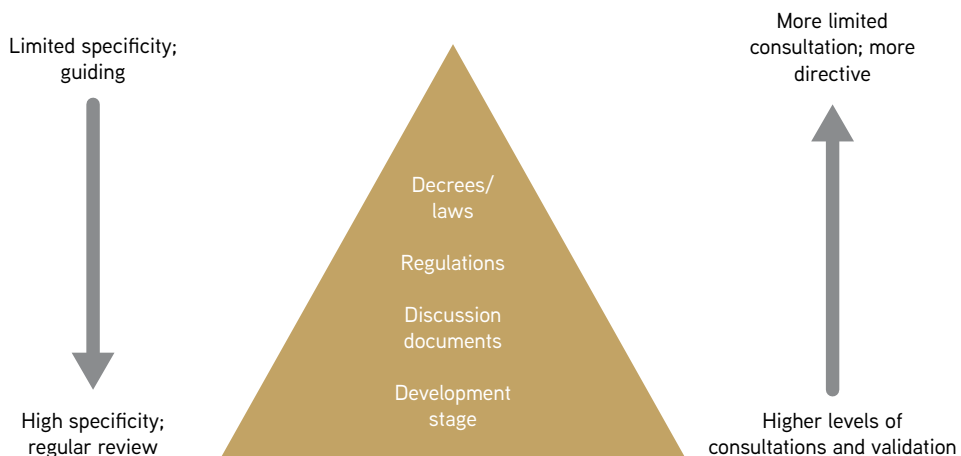 Limited specificity;
guiding
High specificity;
regular review
Decrees/
laws
Regulations
Discussion
documents
Development
stage
More limited
consultation; more
directive
Higher levels of
consultations and validation